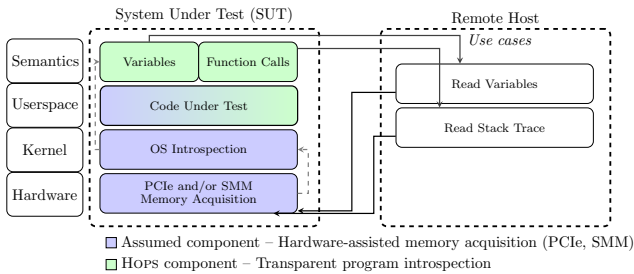 System Under Test (SUT)
Remote Host
Semantics
Variables
Function Calls
Use cases
Read Variables
Userspace
Code Under Test
Read Stack Trace
Kernel
OS Introspection
Hardware
PCIe and/or SMM
Memory Acquisition
Assumed component – Hardware-assisted memory acquisition (PCIe, SMM)
HOPS component – Transparent program introspection